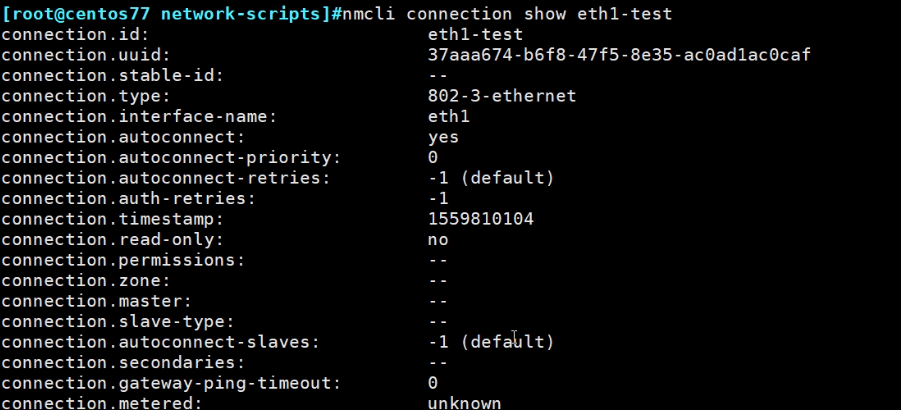 [root@centos77 network-scripts]#nmcli connection show eth1-test
connection.id: eth1-test
connection.uuid: 37aaa674-b6f8-47f5-8e35-ac0ad1ac0caf
connection.stable-id: --
connection.type: 802-3-ethernet
connection.interface-name: eth1
connection.autoconnect: yes
connection.autoconnect-priority: 0
connection.autoconnect-retries: -1 (default)
connection.auth-retries: -1
connection.timestamp: 1559810104
connection.read-only: no
connection.permissions: --
connection.zone: --
connection.master: --
connection.slave-type: --
connection.autoconnect-slaves: -1 (default)
connection.secondaries: --
connection.gateway-ping-timeout: 0
connection.metered: unknown